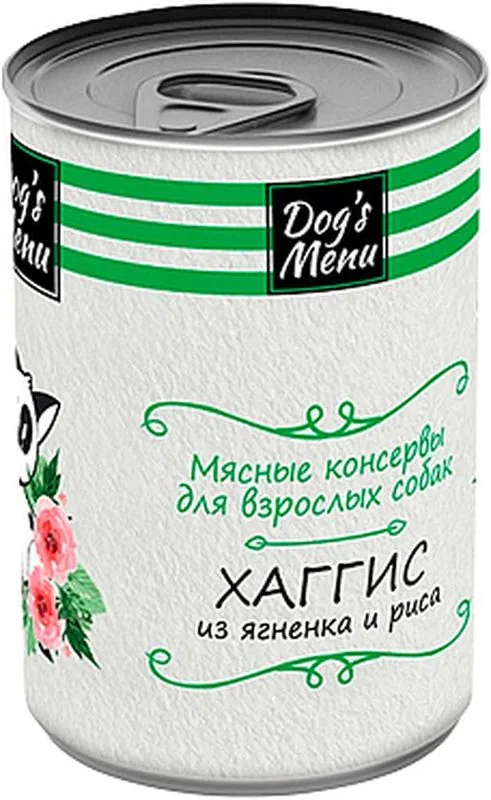 Dog's
Menu
Dog's
Menu
Мясные консервы
для взрослых собак
ХАГГИС
из ягненка и риса